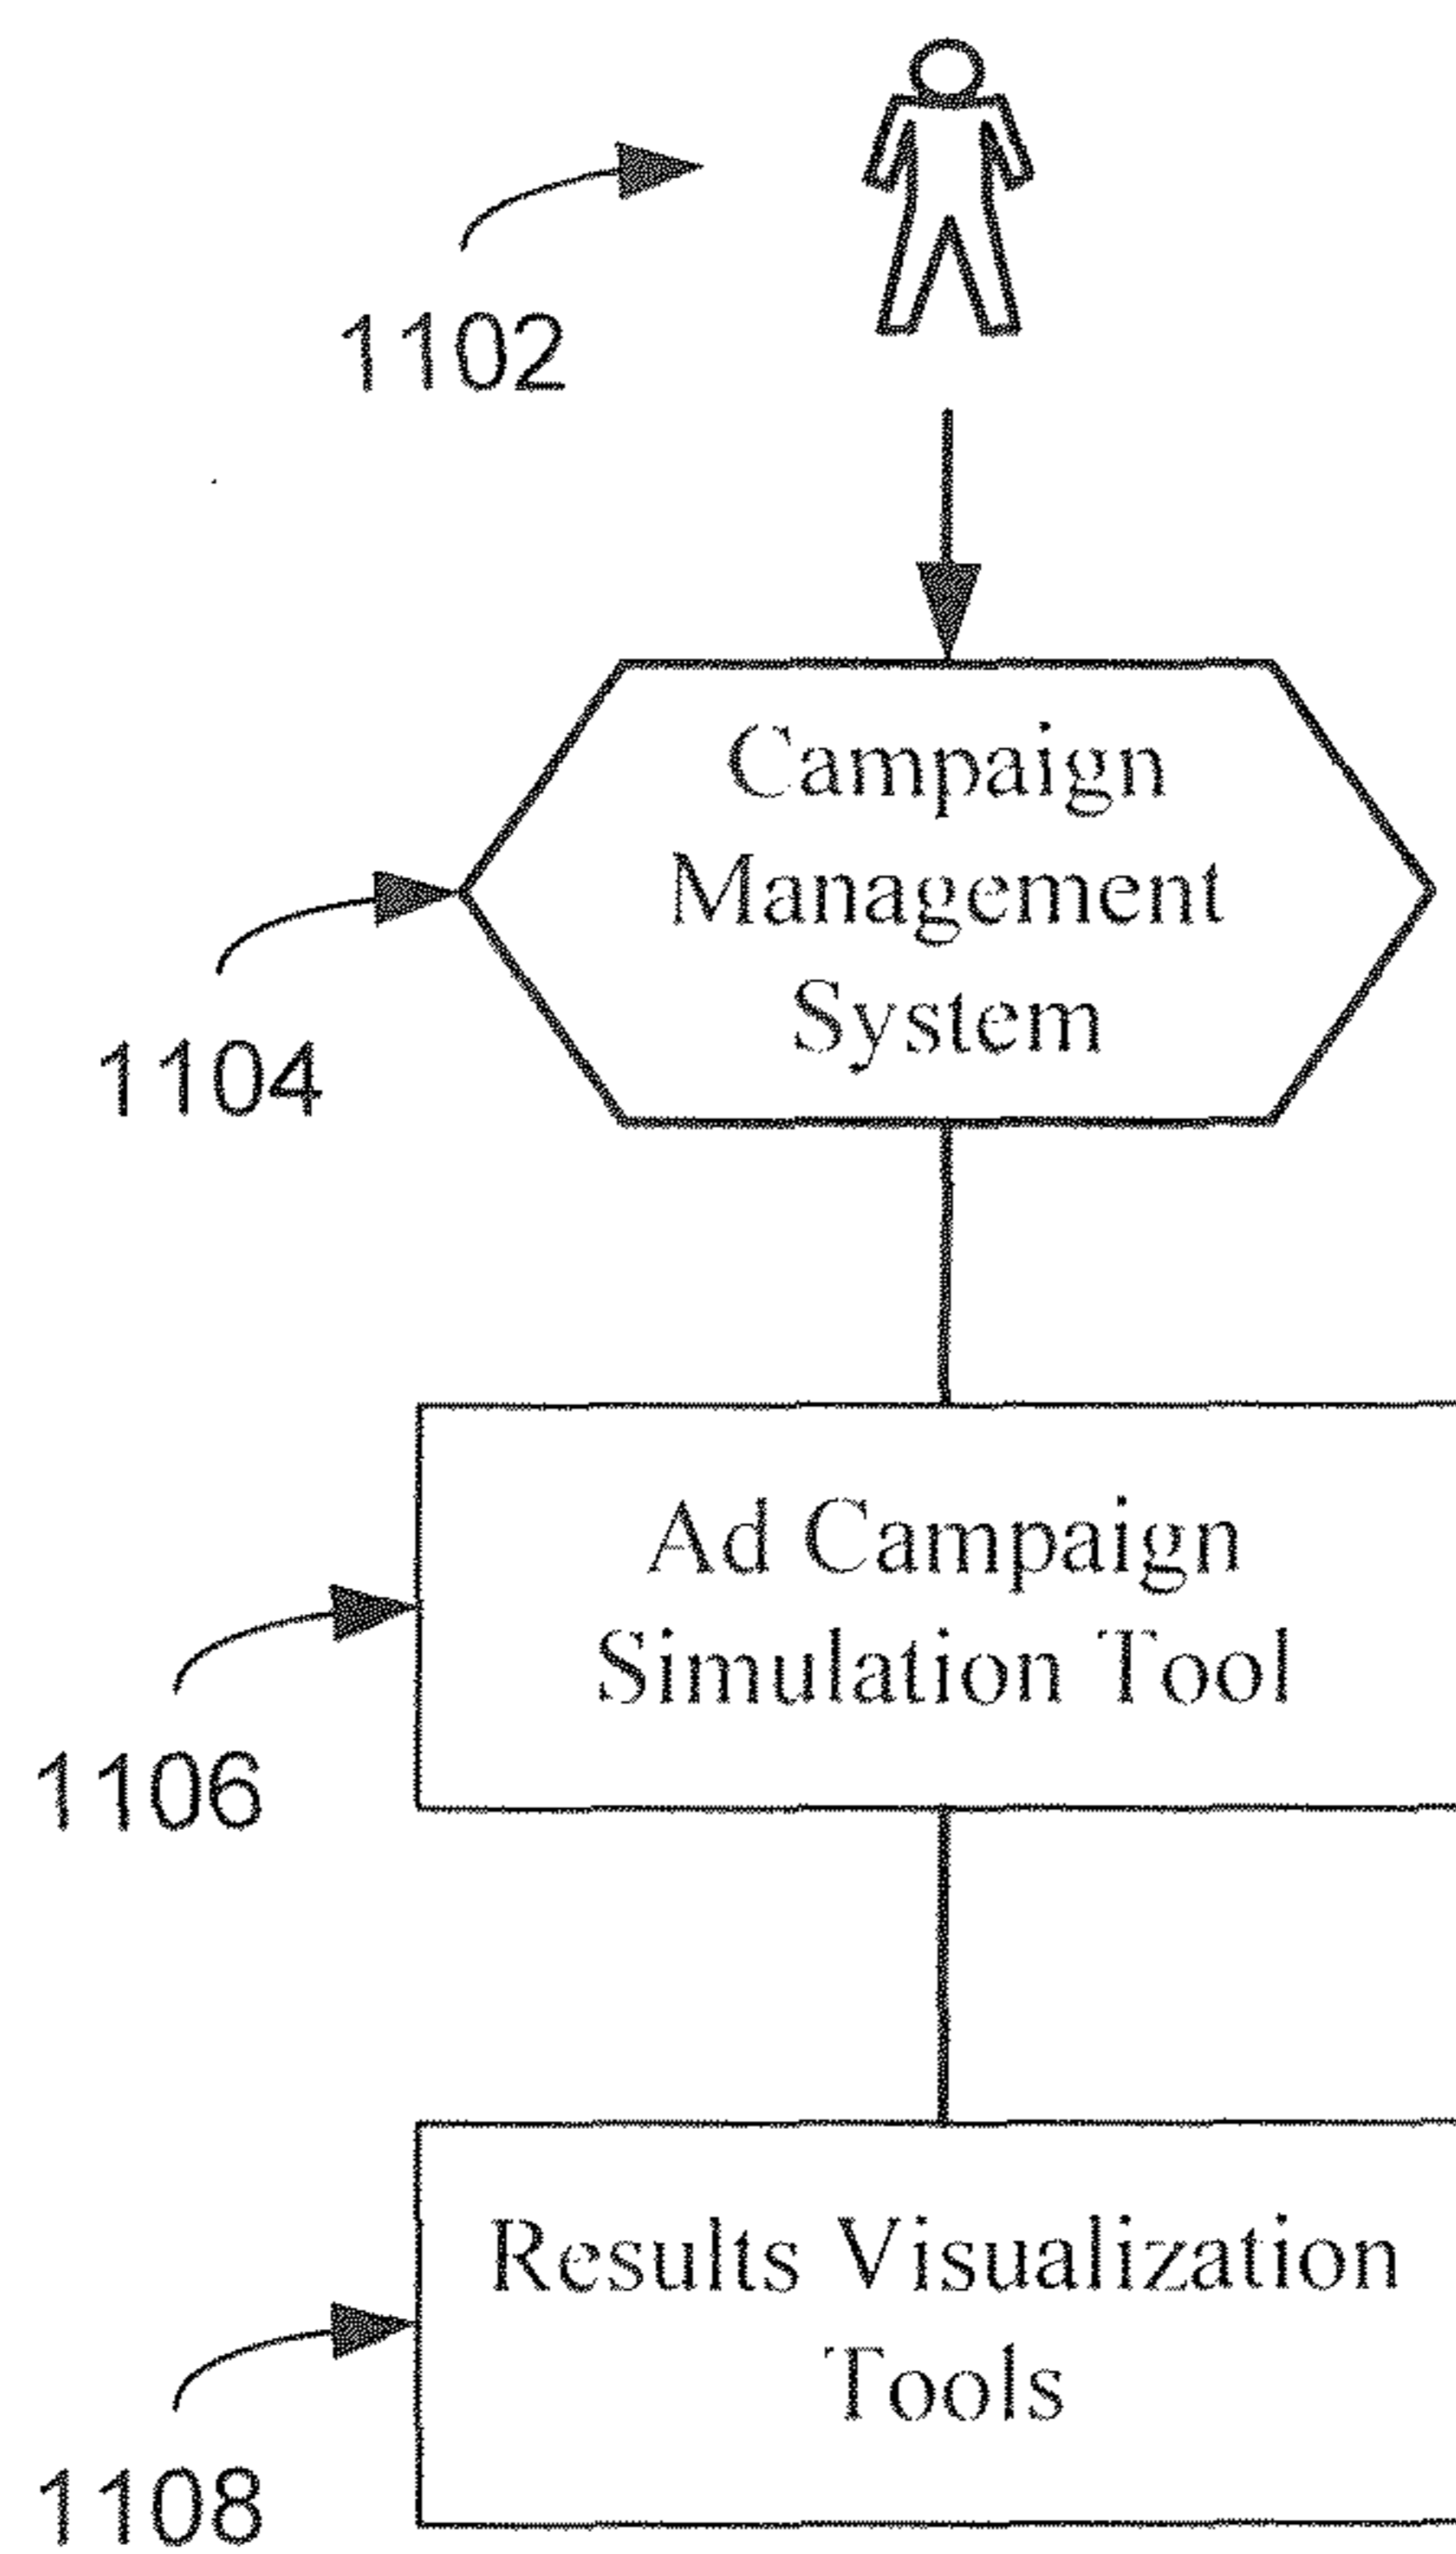 1102
Campaign
Management
System
1104
Ad Campaign
Simulation Tool
1106
Results Visualization
Tools
1108